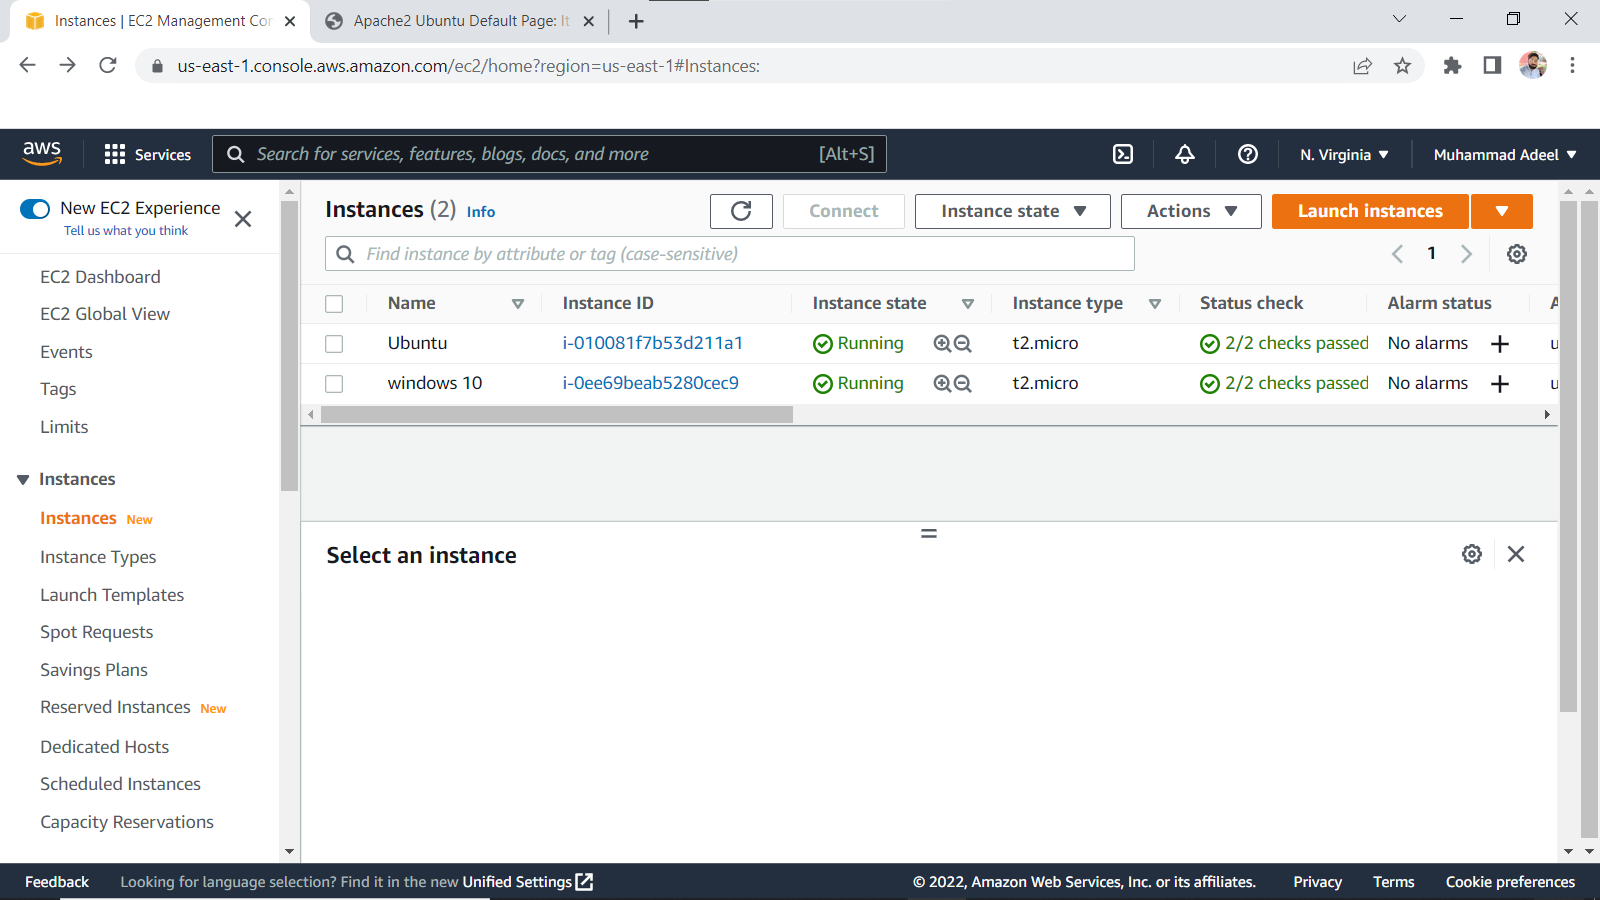 Instances | EC2 Management Con
Apache2 Ubuntu Default Page: It
us-east-1.console.aws.amazon.com/ec2/home?region=us-east-1#Instances:
aws
Services
Search for services, features, blogs, docs, and more
[Alt+S]
N. Virginia
Muhammad Adeel
New EC2 Experience
Tell us what you think
EC2 Dashboard
EC2 Global View
Events
Tags
Limits
Instances
Instances New
Instance Types
Launch Templates
Spot Requests
Savings Plans
Reserved Instances New
Dedicated Hosts
Scheduled Instances
Capacity Reservations
Instances (2) Info
Connect
Instance state
Actions
Launch instances
Find instance by attribute or tag (case-sensitive)
1
Name Instance ID Instance state Instance type Status check Alarm status A
Ubuntu i-010081f7b53d211a1 Running t2.micro 2/2 checks passed No alarms u
windows 10 i-0ee69beab5280cec9 Running t2.micro 2/2 checks passed No alarms u
Select an instance
Feedback Looking for language selection? Find it in the new Unified Settings
© 2022, Amazon Web Services, Inc. or its affiliates. Privacy Terms Cookie preferences